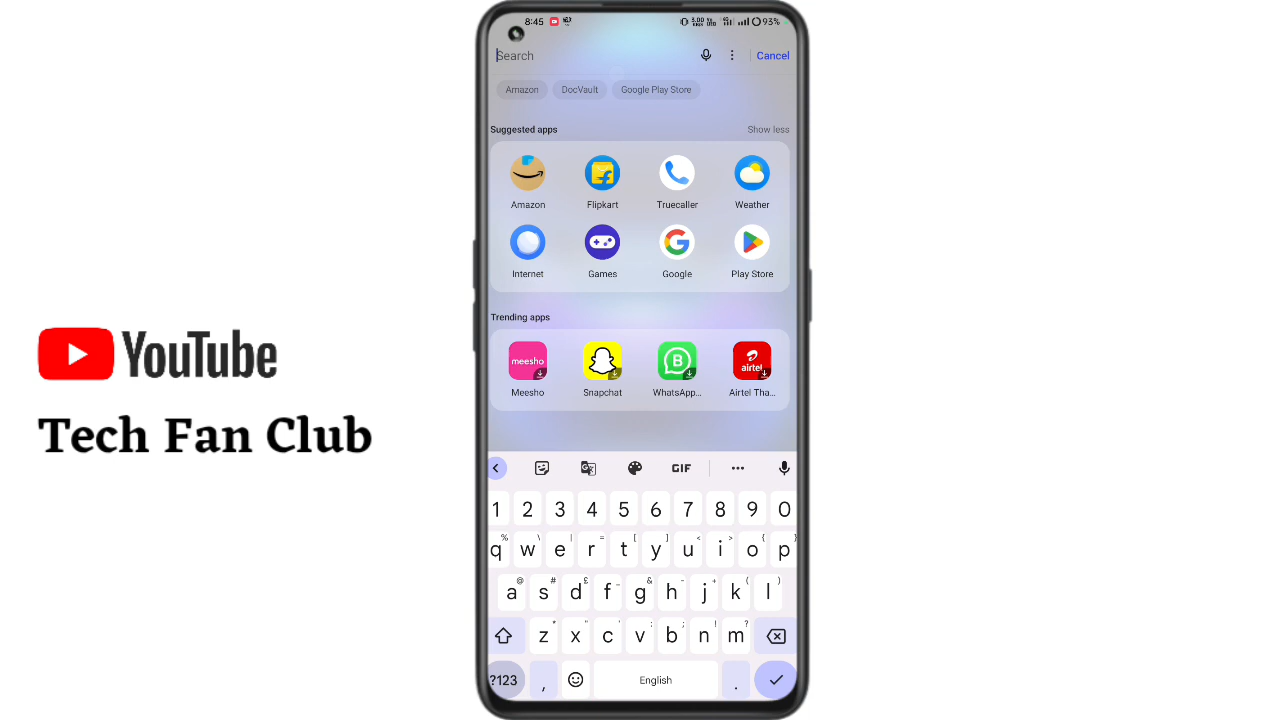 8:45
93%
Search
Cancel
Amazon DocVault Google Play Store
Suggested apps Show less
Amazon Flipkart Truecaller Weather
Internet Games Google Play Store
Trending apps
meesho B airtel
Meesho Snapchat WhatsApp... Airtel Tha...
GIF
1 2 3 4 5 6 7 8 9 0
q w e r t y u i o p
a s d f g h j k l
z x c v b n m
?123 , English .
YouTube
Tech Fan Club